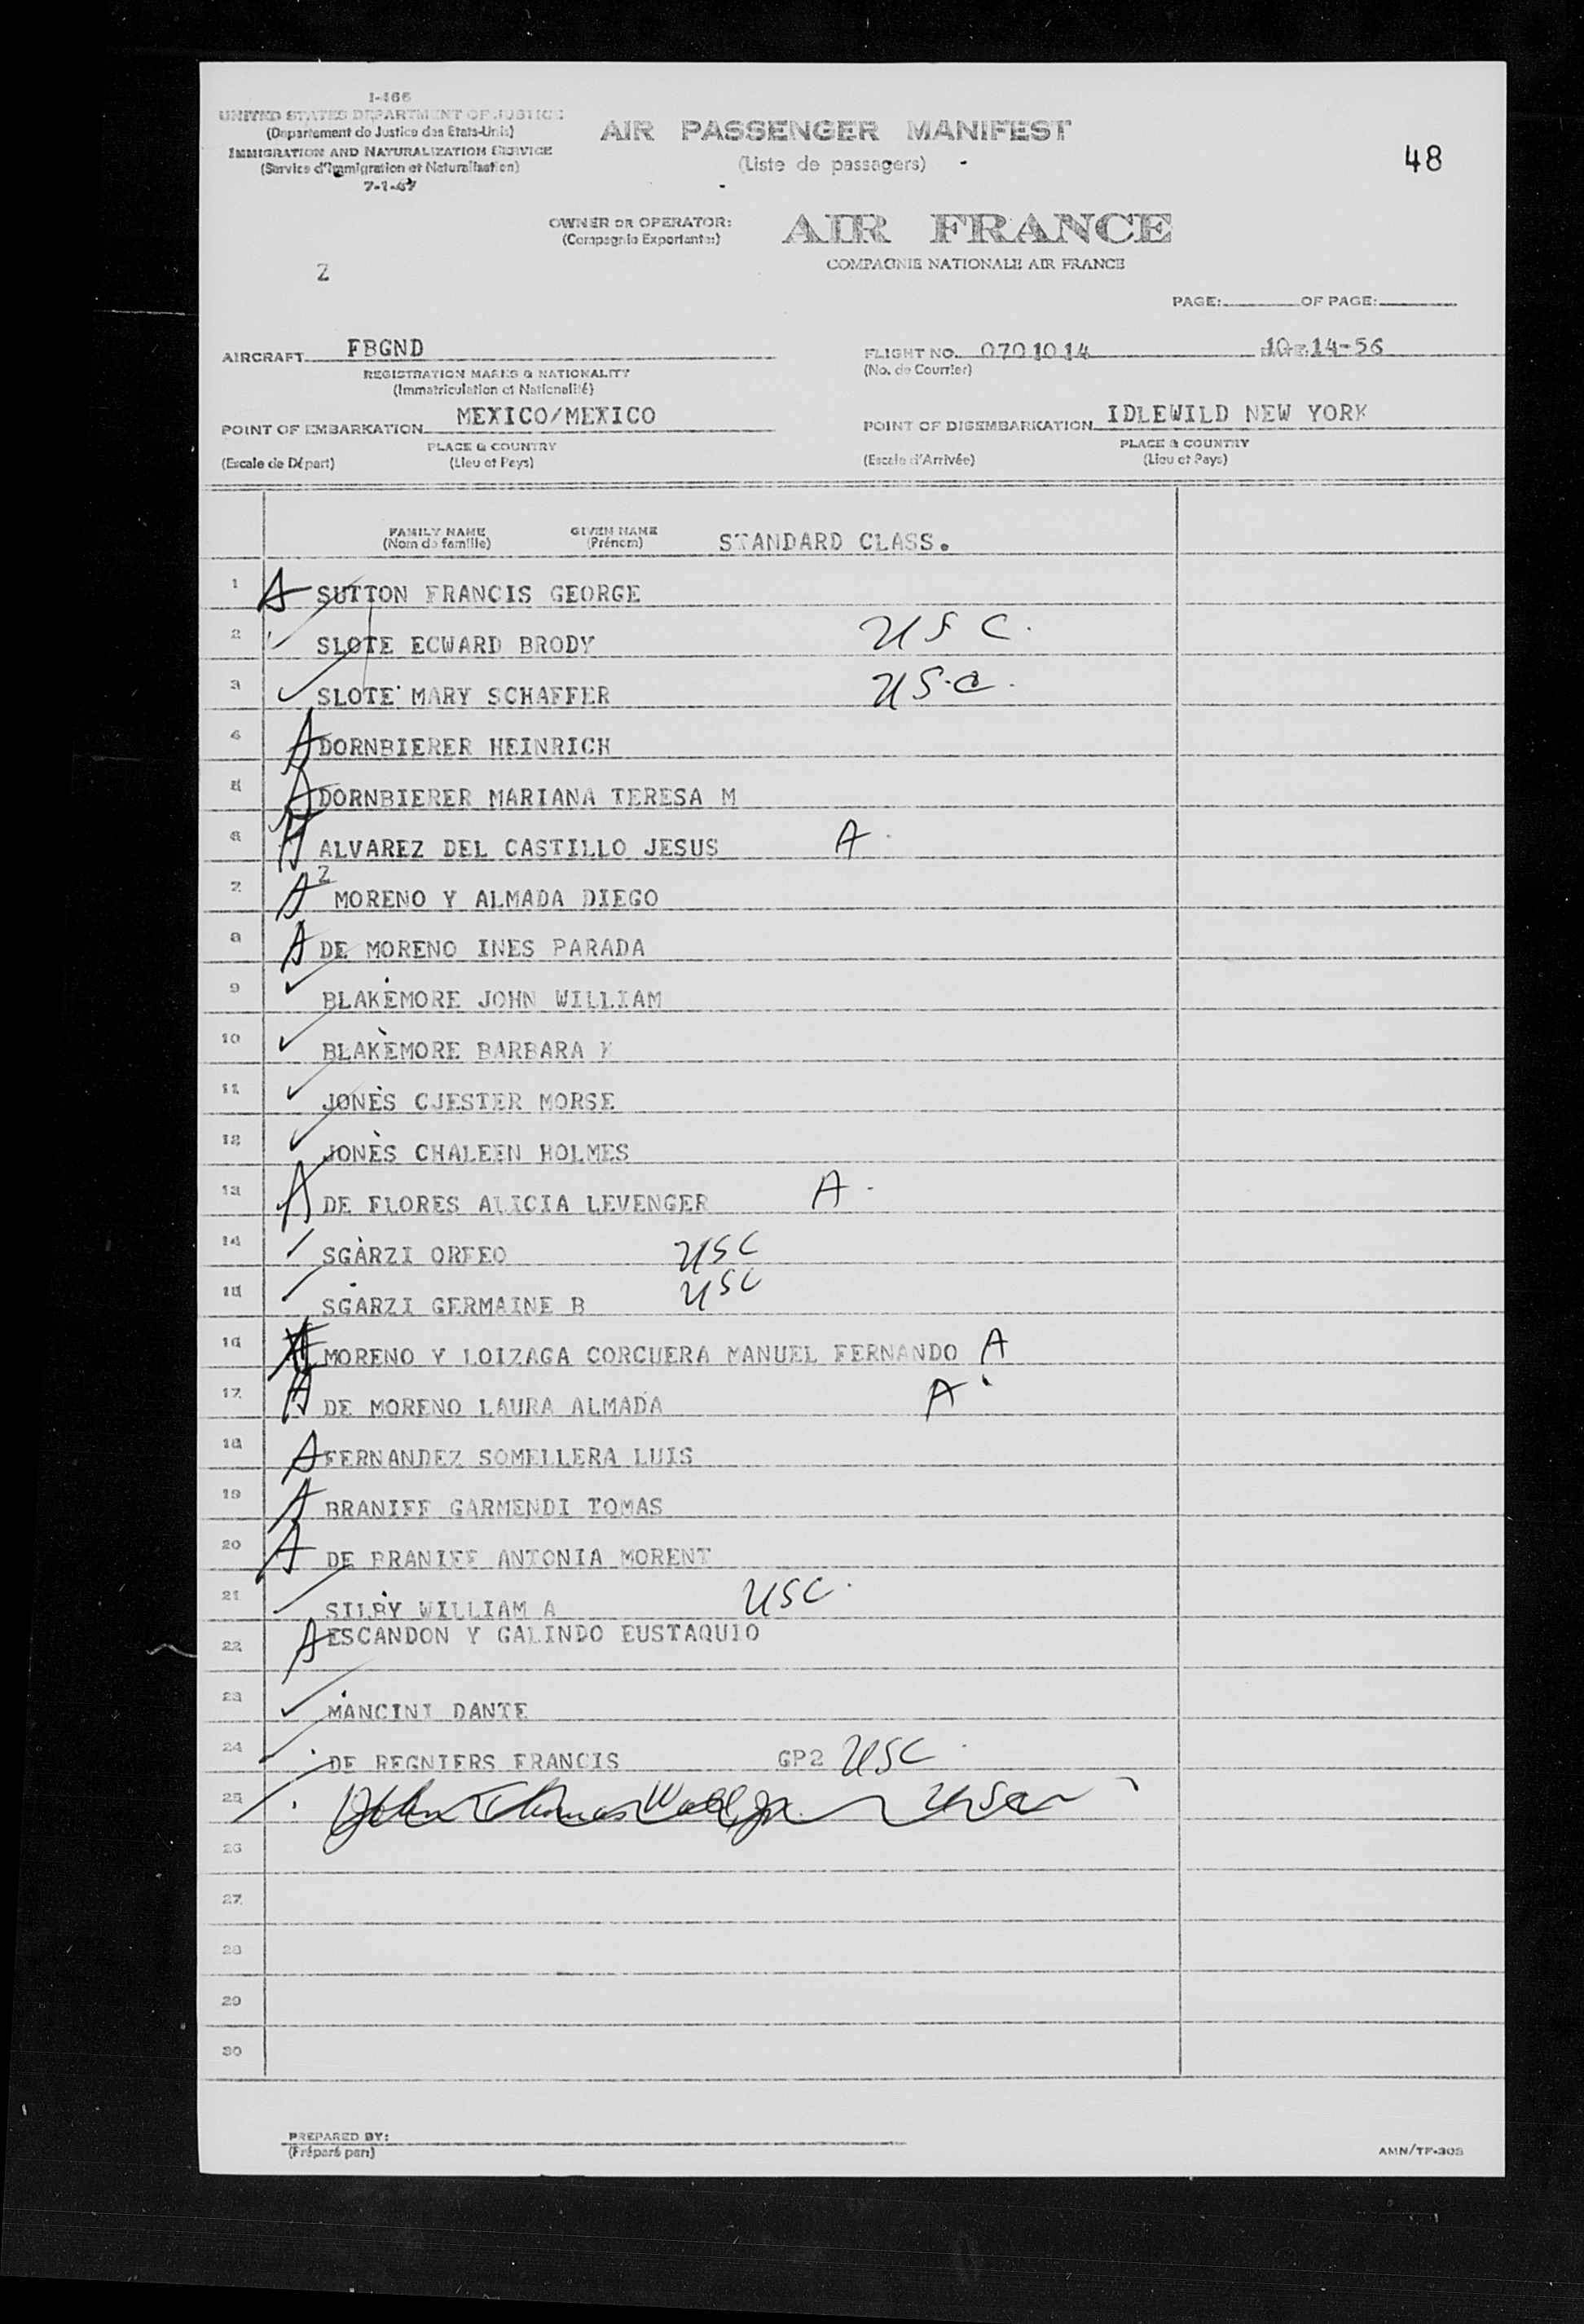 I-466
UNITED STATES DEPARTMENT OF JUSTICE
(Departement de Justice des Etats-Unis)
IMMIGRATION AND NATURALIZATION SERVICE
(Service d'Immigration et Naturalisation)
7-1-47
AIR PASSENGER MANIFEST
(Liste de passagers)
48
OWNER OR OPERATOR: AIR FRANCE
(Compagnie Exportante:)
COMPAGNIE NATIONALE AIR FRANCE
Z
PAGE: OF PAGE:
AIRCRAFT FBGND
REGISTRATION MARKS & NATIONALITY
(Immatriculation et Nationalité)
FLIGHT NO. 0701014 10-14-56
(No. de Courrier)
POINT OF EMBARKATION MEXICO/MEXICO
PLACE & COUNTRY
(Escale de Départ) (Lieu et Pays)
POINT OF DISEMBARKATION IDLEWILD NEW YORK
PLACE & COUNTRY
(Escale d'Arrivée) (Lieu et Pays)
FAMILY NAME GIVEN NAME STANDARD CLASS.
(Nom de famille) (Prénom)
1 A SUTTON FRANCIS GEORGE
2 SLOTE ECWARD BRODY USC.
3 SLOTE MARY SCHAFFER USC.
4 A DORNBIERER HEINRICH
5 A DORNBIERER MARIANA TERESA M
6 A ALVAREZ DEL CASTILLO JESUS A
7 A Z MORENO Y ALMADA DIEGO
8 A DE MORENO INES PARADA
9 BLAKEMORE JOHN WILLIAM
10 BLAKEMORE BARBARA K
11 JONES CJESTER MORSE
12 JONES CHALEEN HOLMES
13 A DE FLORES ALICIA LEVENGER A
14 SGARZI ORFEO USC
15 SGARZI GERMAINE B USC
16 A MORENO Y LOIZAGA CORCUERA MANUEL FERNANDO A
17 A DE MORENO LAURA ALMADA A
18 A FERNANDEZ SOMELLERA LUIS
19 A BRANIFF GARMENDI TOMAS
20 A DE BRANIFF ANTONIA MORENT
21 SILBY WILLIAM A USC.
22 A ESCANDON Y GALINDO EUSTAQUIO
23 MANCINI DANTE
24 DE REGNIERS FRANCIS GP2 USC
25 John Thomas Jr. USC
26
27
28
29
30
PREPARED BY:
(Préparé par:)
AMN/TF-308